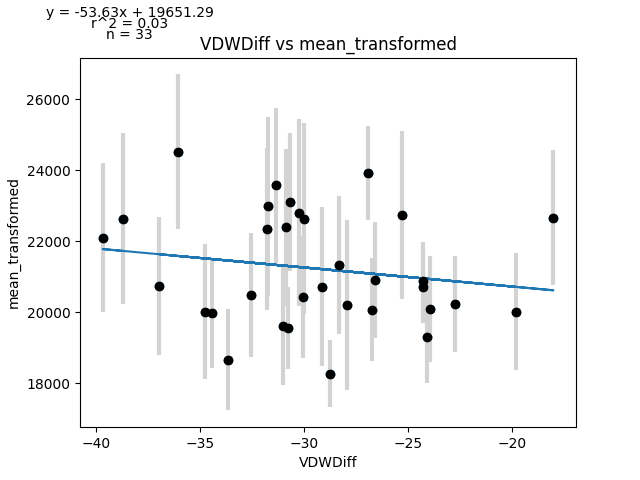 y = -53.63x + 19651.29
r^2 = 0.03
n = 33
VDWDiff vs mean_transformed
mean_transformed
26000
24000
22000
20000
18000
−40
−35
−30
−25
−20
VDWDiff